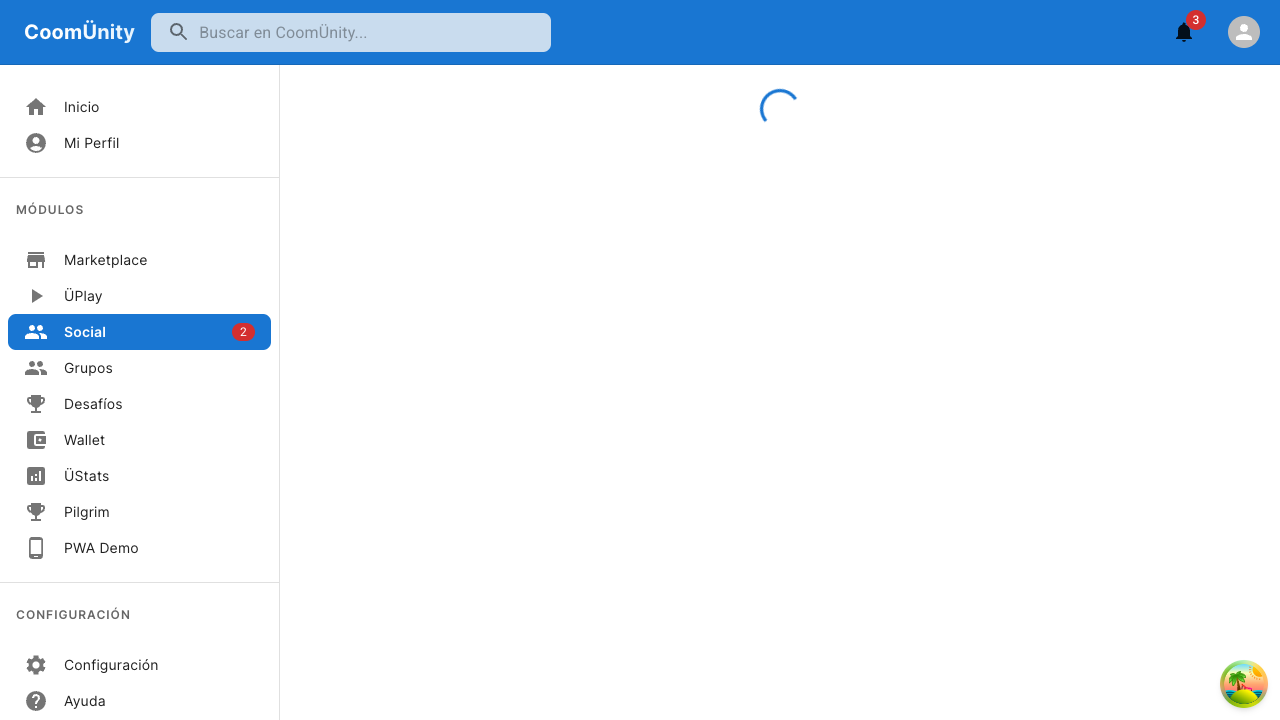 CoomÜnity
Buscar en CoomÜnity...
3
Inicio
Mi Perfil
MÓDULOS
Marketplace
ÜPlay
Social
2
Grupos
Desafíos
Wallet
ÜStats
Pilgrim
PWA Demo
CONFIGURACIÓN
Configuración
Ayuda